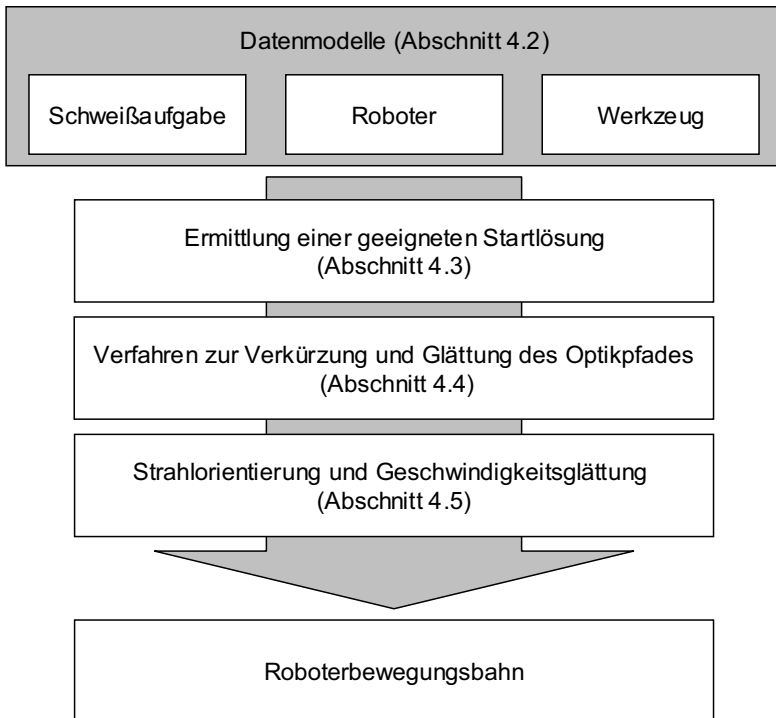 Datenmodelle (Abschnitt 4.2)
Schweißaufgabe
Roboter
Werkzeug
Ermittlung einer geeigneten Startlösung
(Abschnitt 4.3)
Verfahren zur Verkürzung und Glättung des Optikpfades
(Abschnitt 4.4)
Strahlorientierung und Geschwindigkeitsglättung
(Abschnitt 4.5)
Roboterbewegungsbahn